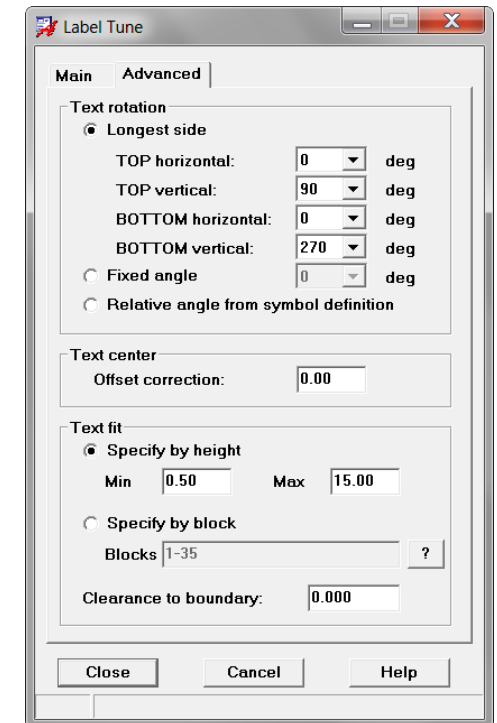 Label Tune
Main Advanced
Text rotation
Longest side
TOP horizontal: 0 deg
TOP vertical: 90 deg
BOTTOM horizontal: 0 deg
BOTTOM vertical: 270 deg
Fixed angle 0 deg
Relative angle from symbol definition
Text center
Offset correction: 0.00
Text fit
Specify by height
Min 0.50 Max 15.00
Specify by block
Blocks 1-35 ?
Clearance to boundary: 0.000
Close Cancel Help